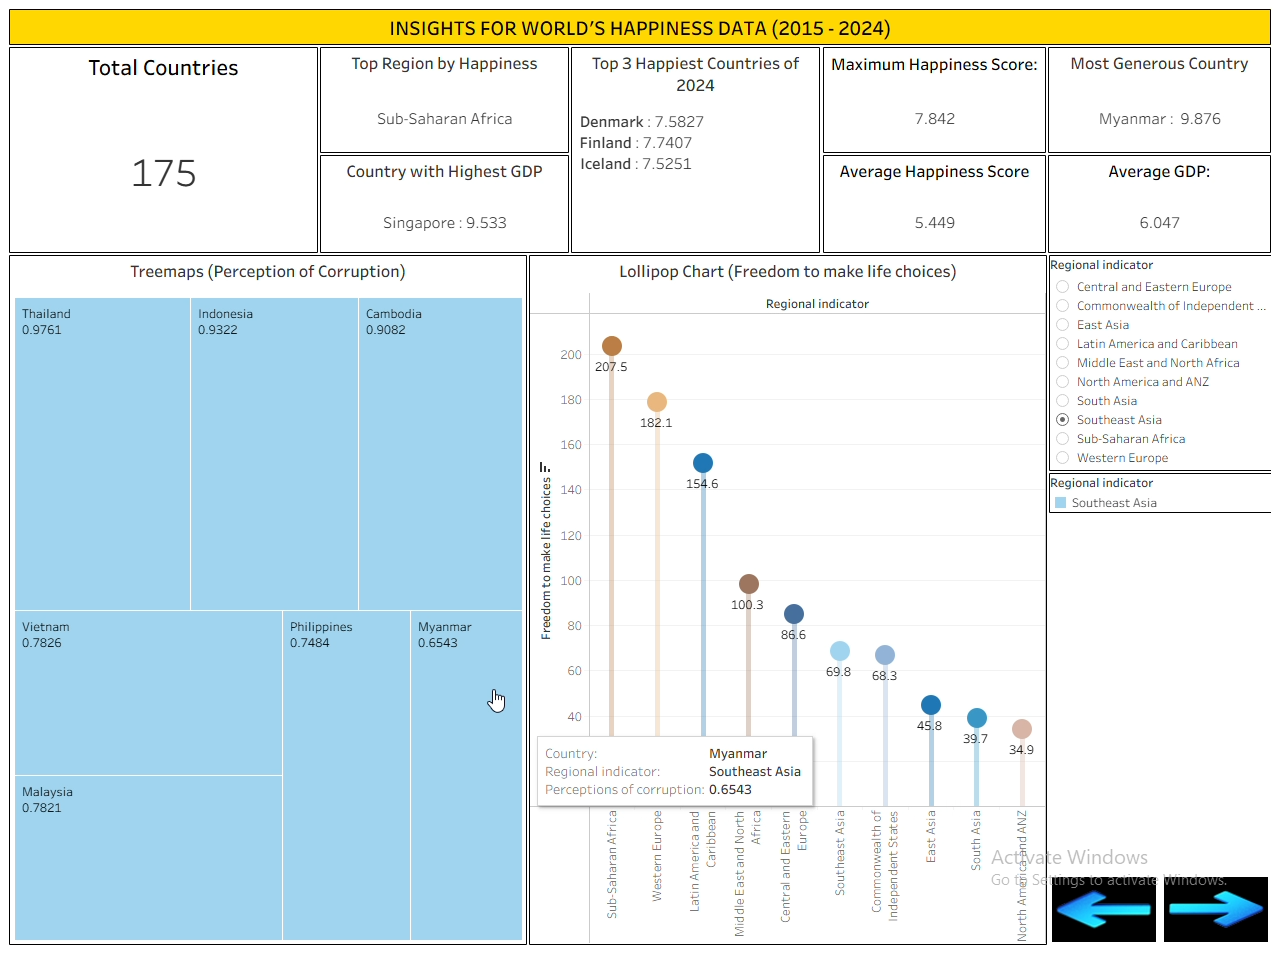 INSIGHTS FOR WORLD'S HAPPINESS DATA (2015 - 2024)
Total Countries
175
Top Region by Happiness
Sub-Saharan Africa
Country with Highest GDP
Singapore : 9.533
Top 3 Happiest Countries of
2024
Denmark : 7.5827
Finland : 7.7407
Iceland : 7.5251
Maximum Happiness Score:
7.842
Average Happiness Score
5.449
Most Generous Country
Myanmar : 9.876
Average GDP:
6.047
Treemaps (Perception of Corruption)
Thailand
0.9761
Indonesia
0.9322
Cambodia
0.9082
Vietnam
0.7826
Philippines
0.7484
Myanmar
0.6543
Malaysia
0.7821
Lollipop Chart (Freedom to make life choices)
Regional indicator
Freedom to make life choices
200
180
160
140
120
100
80
60
40
207.5
182.1
154.6
100.3
86.6
69.8
68.3
45.8
39.7
34.9
Country: Myanmar
Regional indicator: Southeast Asia
Perceptions of corruption: 0.6543
Sub-Saharan Africa
Western Europe
Latin America and
Caribbean
Middle East and North
Africa
Central and Eastern
Europe
Southeast Asia
Commonwealth of
Independent States
East Asia
South Asia
North America and ANZ
Regional indicator
Central and Eastern Europe
Commonwealth of Independent ...
East Asia
Latin America and Caribbean
Middle East and North Africa
North America and ANZ
South Asia
Southeast Asia
Sub-Saharan Africa
Western Europe
Regional indicator
Southeast Asia
Activate Windows
Go to Settings to activate Windows.